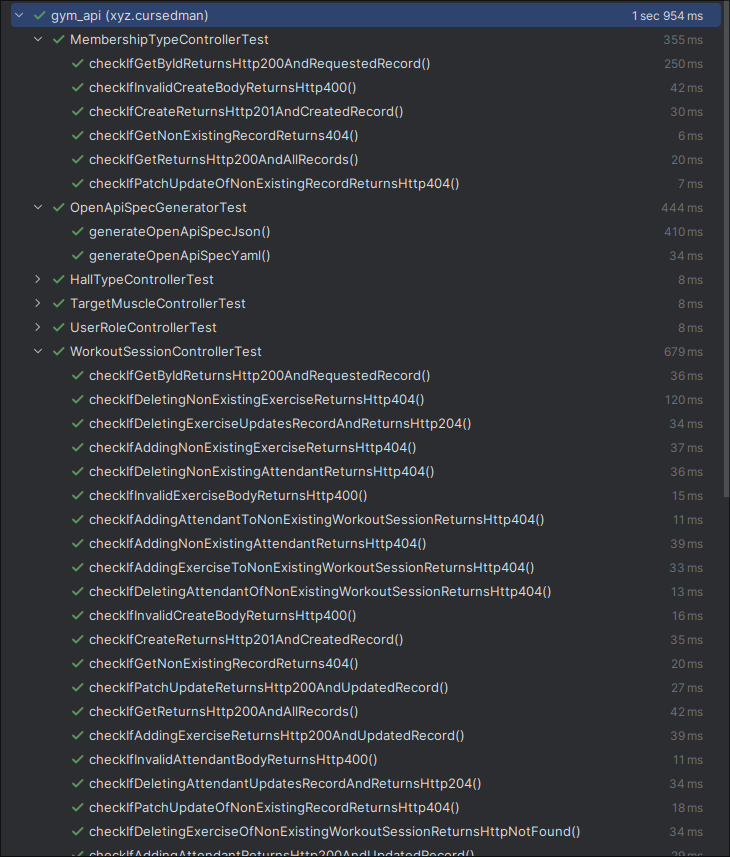 gym_api (xyz.cursedman) 1 sec 954 ms
MembershipTypeControllerTest 355 ms
checkIfGetByIdReturnsHttp200AndRequestedRecord() 250 ms
checkIfInvalidCreateBodyReturnsHttp400() 42 ms
checkIfCreateReturnsHttp201AndCreatedRecord() 30 ms
checkIfGetNonExistingRecordReturns404() 6 ms
checkIfGetReturnsHttp200AndAllRecords() 20 ms
checkIfPatchUpdateOfNonExistingRecordReturnsHttp404() 7 ms
OpenApiSpecGeneratorTest 444 ms
generateOpenApiSpecJson() 410 ms
generateOpenApiSpecYaml() 34 ms
HallTypeControllerTest 8 ms
TargetMuscleControllerTest 8 ms
UserRoleControllerTest 8 ms
WorkoutSessionControllerTest 679 ms
checkIfGetByIdReturnsHttp200AndRequestedRecord() 36 ms
checkIfDeletingNonExistingExerciseReturnsHttp404() 120 ms
checkIfDeletingExerciseUpdatesRecordAndReturnsHttp204() 34 ms
checkIfAddingNonExistingExerciseReturnsHttp404() 37 ms
checkIfDeletingNonExistingAttendantReturnsHttp404() 36 ms
checkIfInvalidExerciseBodyReturnsHttp400() 15 ms
checkIfAddingAttendantToNonExistingWorkoutSessionReturnsHttp404() 11 ms
checkIfAddingNonExistingAttendantReturnsHttp404() 39 ms
checkIfAddingExerciseToNonExistingWorkoutSessionReturnsHttp404() 33 ms
checkIfDeletingAttendantOfNonExistingWorkoutSessionReturnsHttp404() 13 ms
checkIfInvalidCreateBodyReturnsHttp400() 16 ms
checkIfCreateReturnsHttp201AndCreatedRecord() 35 ms
checkIfGetNonExistingRecordReturns404() 20 ms
checkIfPatchUpdateReturnsHttp200AndUpdatedRecord() 27 ms
checkIfGetReturnsHttp200AndAllRecords() 42 ms
checkIfAddingExerciseReturnsHttp200AndUpdatedRecord() 39 ms
checkIfInvalidAttendantBodyReturnsHttp400() 11 ms
checkIfDeletingAttendantUpdatesRecordAndReturnsHttp204() 34 ms
checkIfPatchUpdateOfNonExistingRecordReturnsHttp404() 18 ms
checkIfDeletingExerciseOfNonExistingWorkoutSessionReturnsHttpNotFound() 34 ms
checkIfAddingAttendantReturnsHttp200AndUpdatedRecord() 29 ms